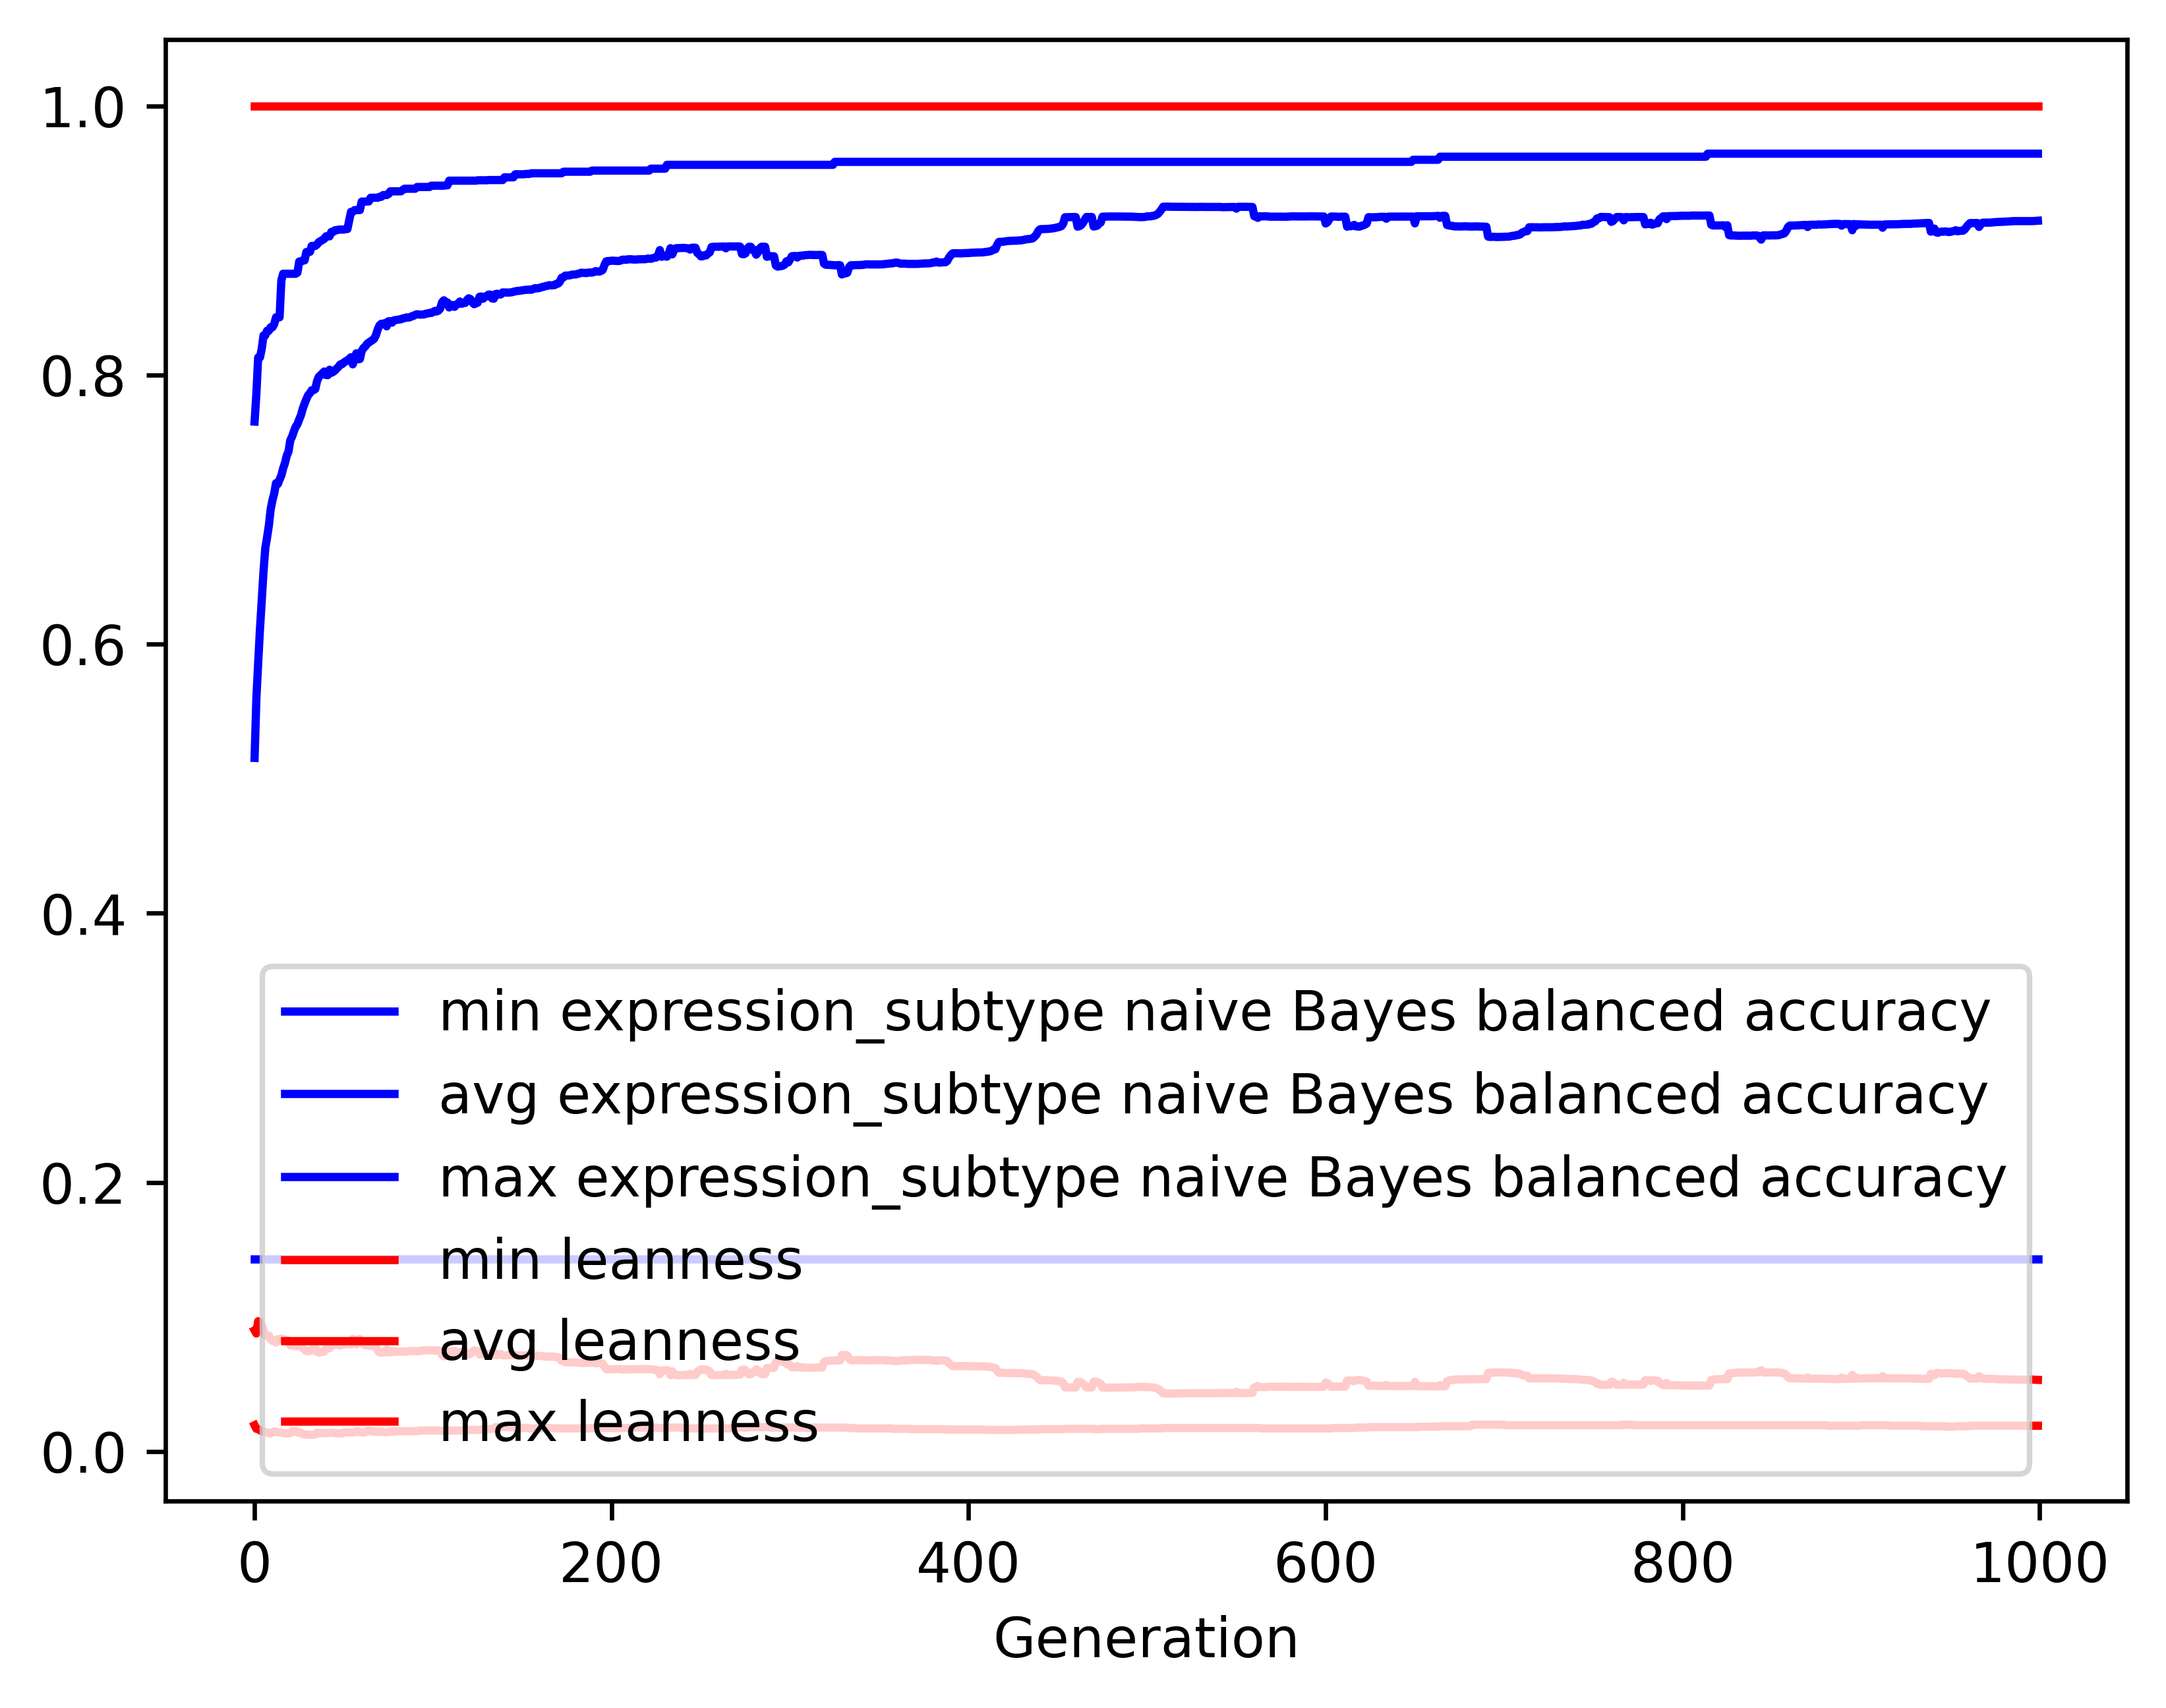 1.0
0.8
0.6
0.4
0.2
0.0
min expression_subtype naive Bayes balanced accuracy
avg expression_subtype naive Bayes balanced accuracy
max expression_subtype naive Bayes balanced accuracy
min leanness
avg leanness
max leanness
0 200 400 600 800 1000
Generation